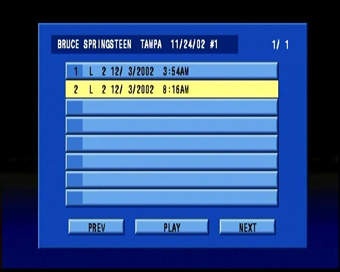 BRUCE SPRINGSTEEN TAMPA 11/24/02 #1 1/ 1
1 L 2 12/ 3/2002 3:54AM
2 L 2 12/ 3/2002 8:16AM
PREV PLAY NEXT